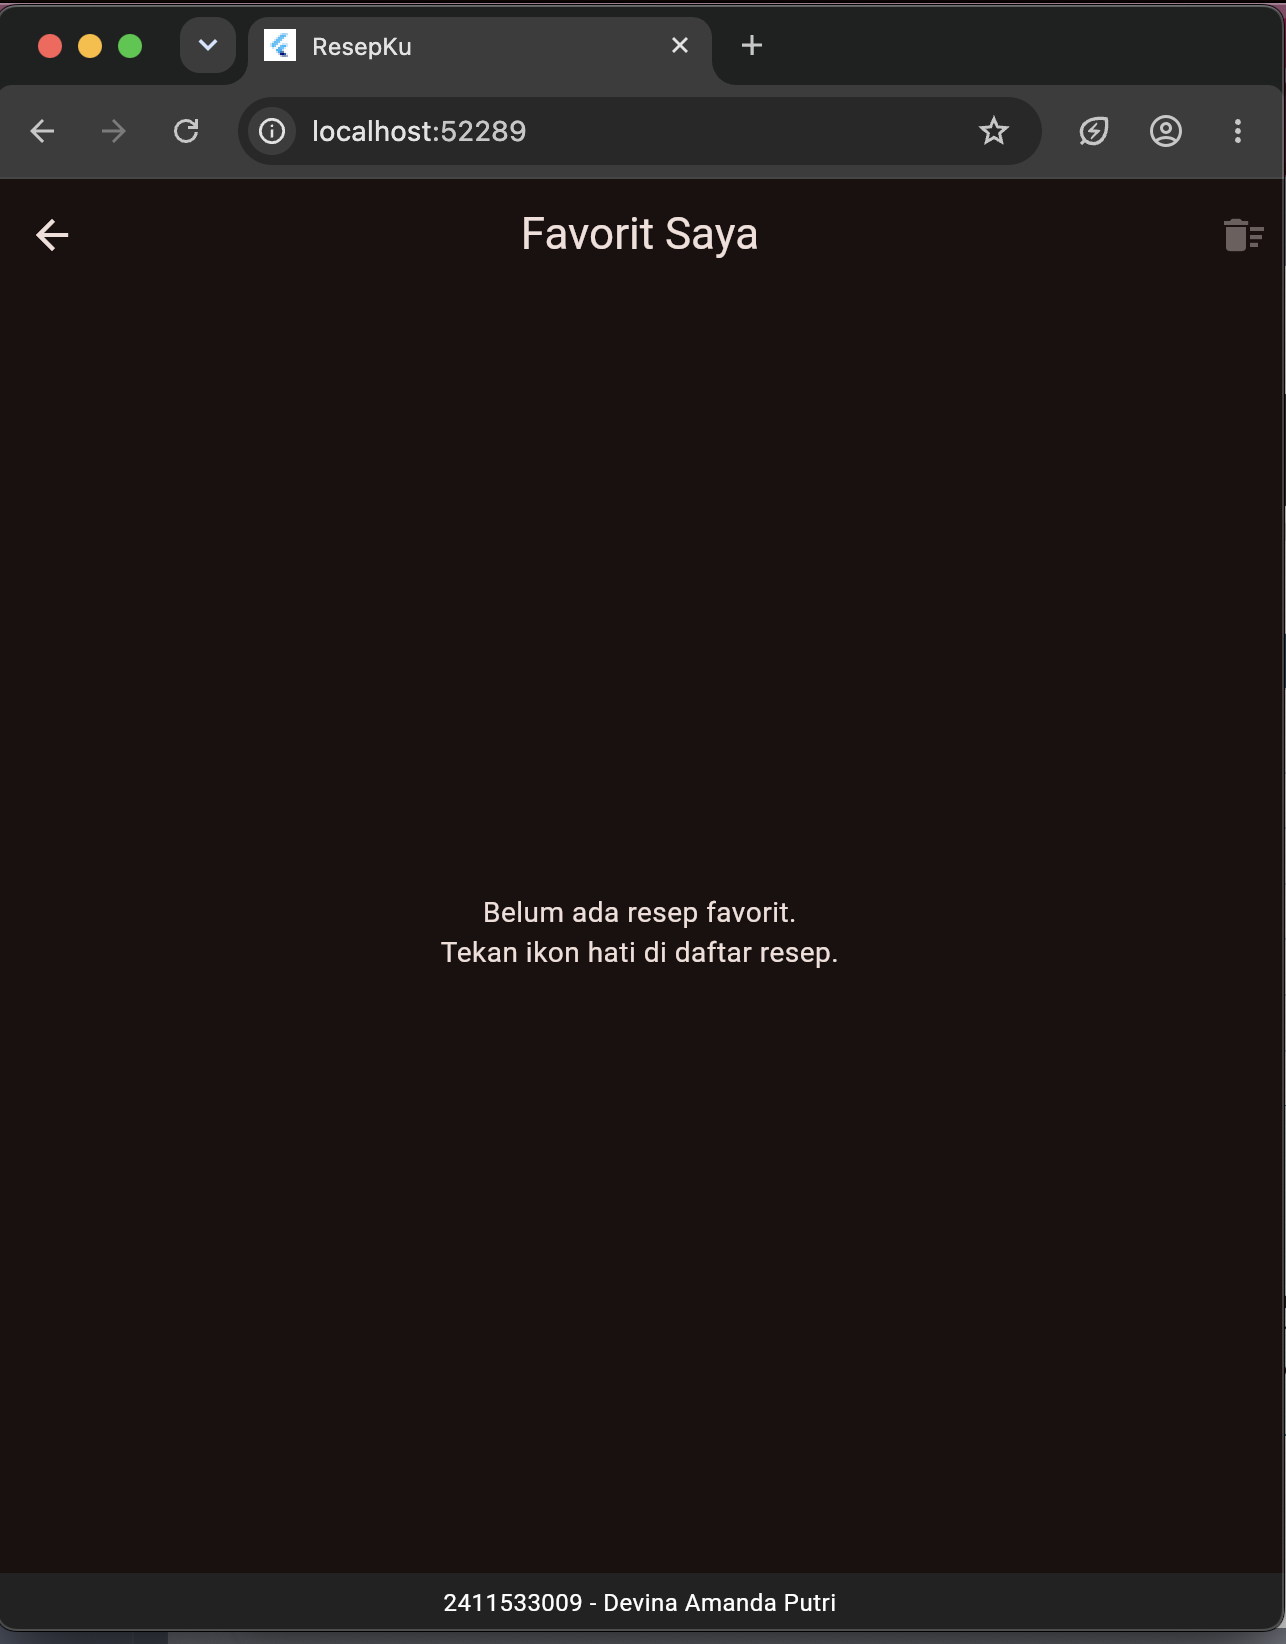 ResepKu
localhost:52289
Favorit Saya
Belum ada resep favorit.
Tekan ikon hati di daftar resep.
2411533009 - Devina Amanda Putri